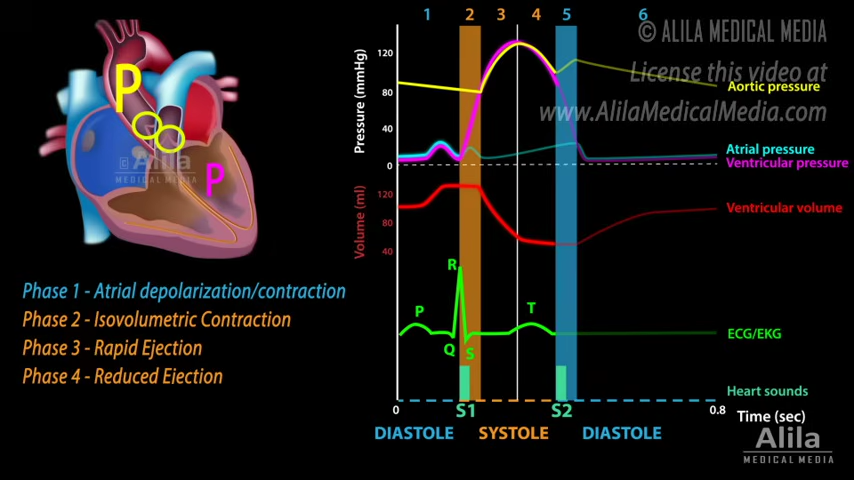 1 2 3 4 5 6
© ALILA MEDICAL MEDIA
License this video at
www.AlilaMedicalMedia.com
P
P
© Alila
MEDICAL MEDIA
Pressure (mmHg)
120
80
40
0
Aortic pressure
Atrial pressure
Ventricular pressure
Volume (ml)
120
80
40
Ventricular volume
Phase 1 - Atrial depolarization/contraction
Phase 2 - Isovolumetric Contraction
Phase 3 - Rapid Ejection
Phase 4 - Reduced Ejection
R
P
Q
S
T
ECG/EKG
Heart sounds
0
S1
S2
0.8
Time (sec)
DIASTOLE SYSTOLE DIASTOLE
Alila
MEDICAL MEDIA